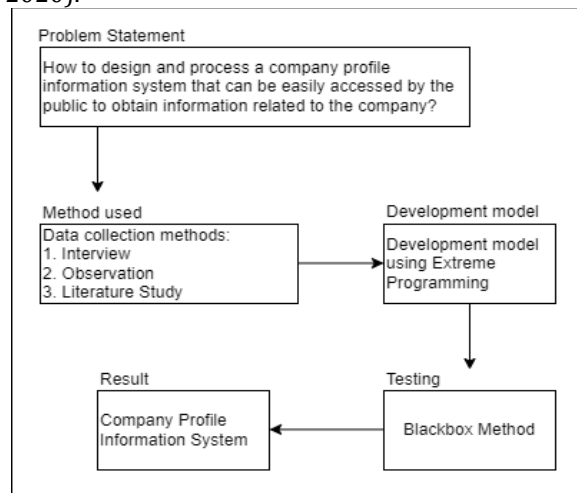 2020).
Problem Statement
How to design and process a company profile
information system that can be easily accessed by the
public to obtain information related to the company?
Method used
Data collection methods:
1. Interview
2. Observation
3. Literature Study
Development model
Development model
using Extreme
Programming
Result
Company Profile
Information System
Testing
Blackbox Method